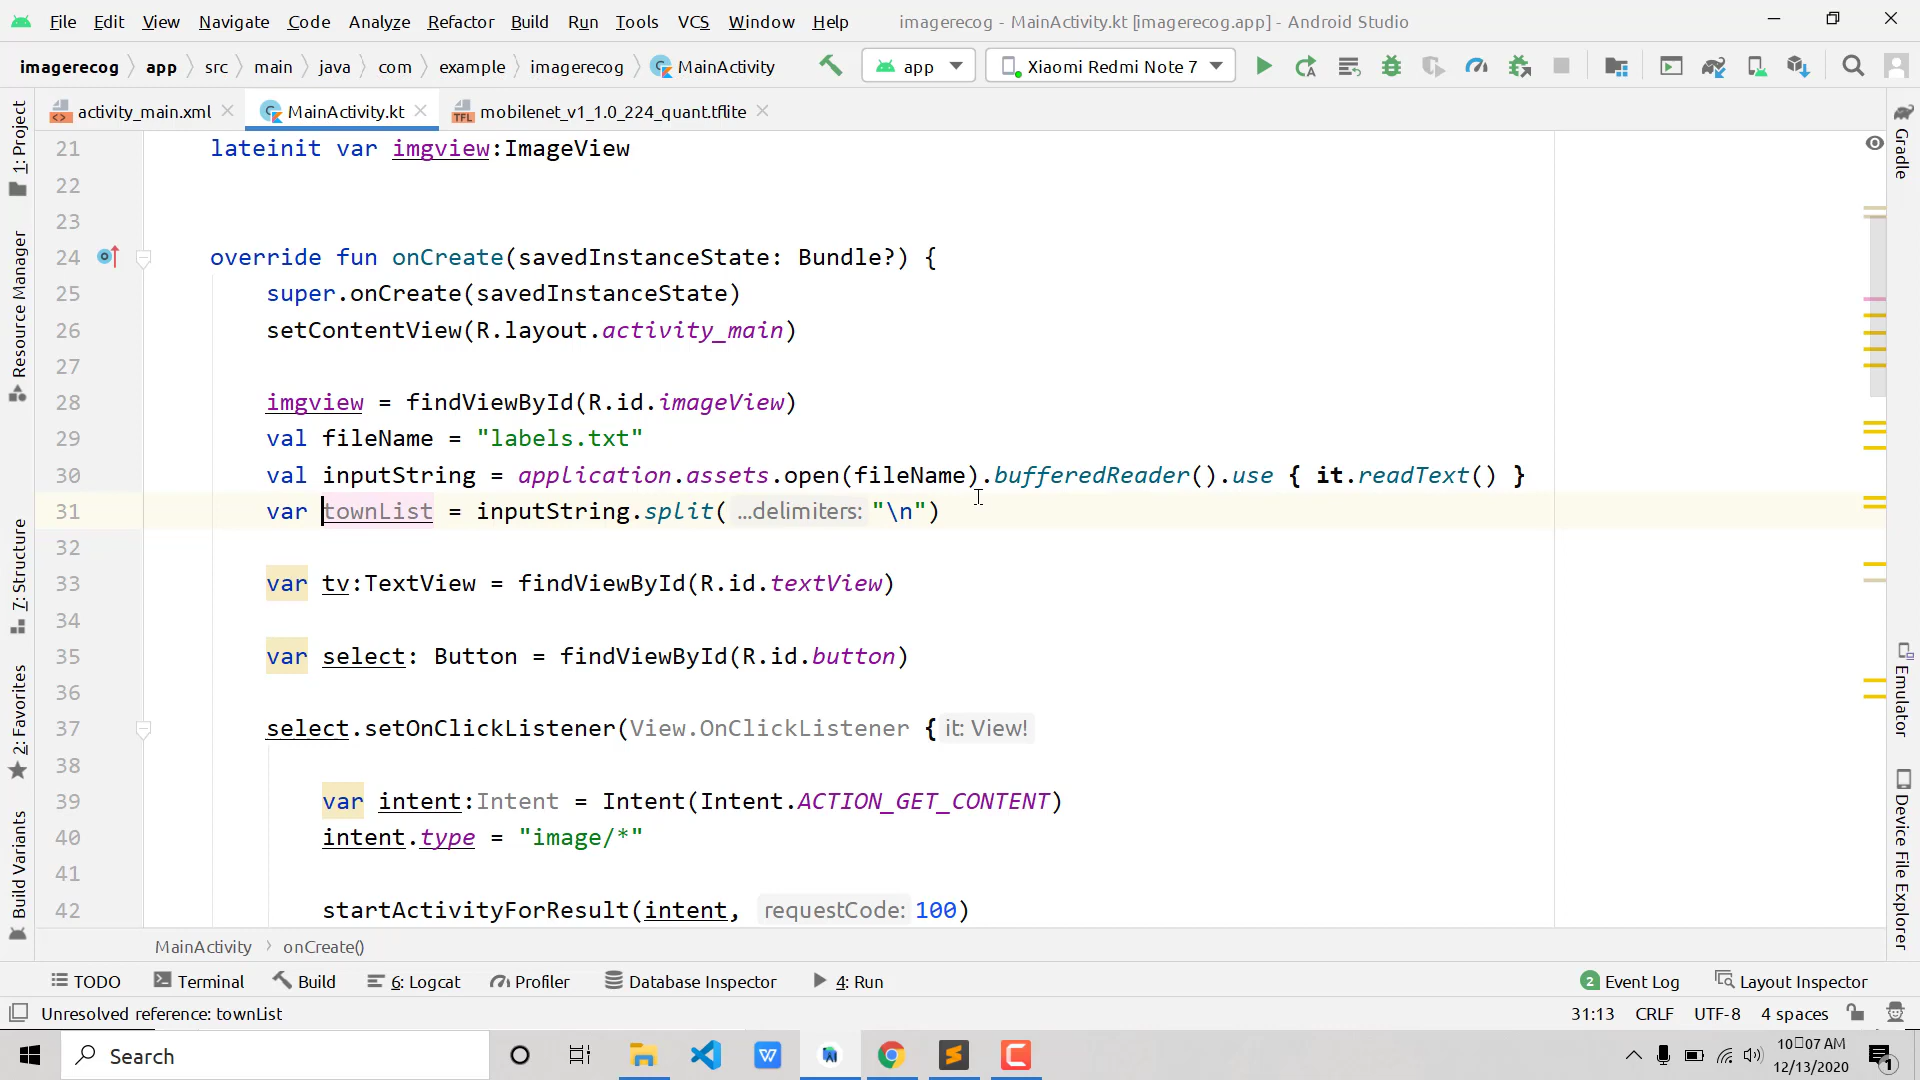 File Edit View Navigate Code Analyze Refactor Build Run Tools VCS Window Help imagerecog - MainActivity.kt [imagerecog.app] - Android Studio
imagerecog app src main java com example imagerecog MainActivity app Xiaomi Redmi Note 7
activity_main.xml MainActivity.kt mobilenet_v1_1.0_224_quant.tflite
1: Project
Resource Manager
7: Structure
2: Favorites
Build Variants
21 lateinit var imgview:ImageView
22
23
24 override fun onCreate(savedInstanceState: Bundle?) {
25 super.onCreate(savedInstanceState)
26 setContentView(R.layout.activity_main)
27
28 imgview = findViewById(R.id.imageView)
29 val fileName = "labels.txt"
30 val inputString = application.assets.open(fileName).bufferedReader().use { it.readText() }
31 var townList = inputString.split( ...delimiters: "\n")
32
33 var tv:TextView = findViewById(R.id.textView)
34
35 var select: Button = findViewById(R.id.button)
36
37 select.setOnClickListener(View.OnClickListener { it: View!
38
39 var intent:Intent = Intent(Intent.ACTION_GET_CONTENT)
40 intent.type = "image/*"
41
42 startActivityForResult(intent, requestCode: 100)
Gradle
Emulator
Device File Explorer
MainActivity onCreate()
TODO Terminal Build 6: Logcat Profiler Database Inspector 4: Run 2 Event Log Layout Inspector
Unresolved reference: townList 31:13 CRLF UTF-8 4 spaces
Search
10:07 AM
12/13/2020
1